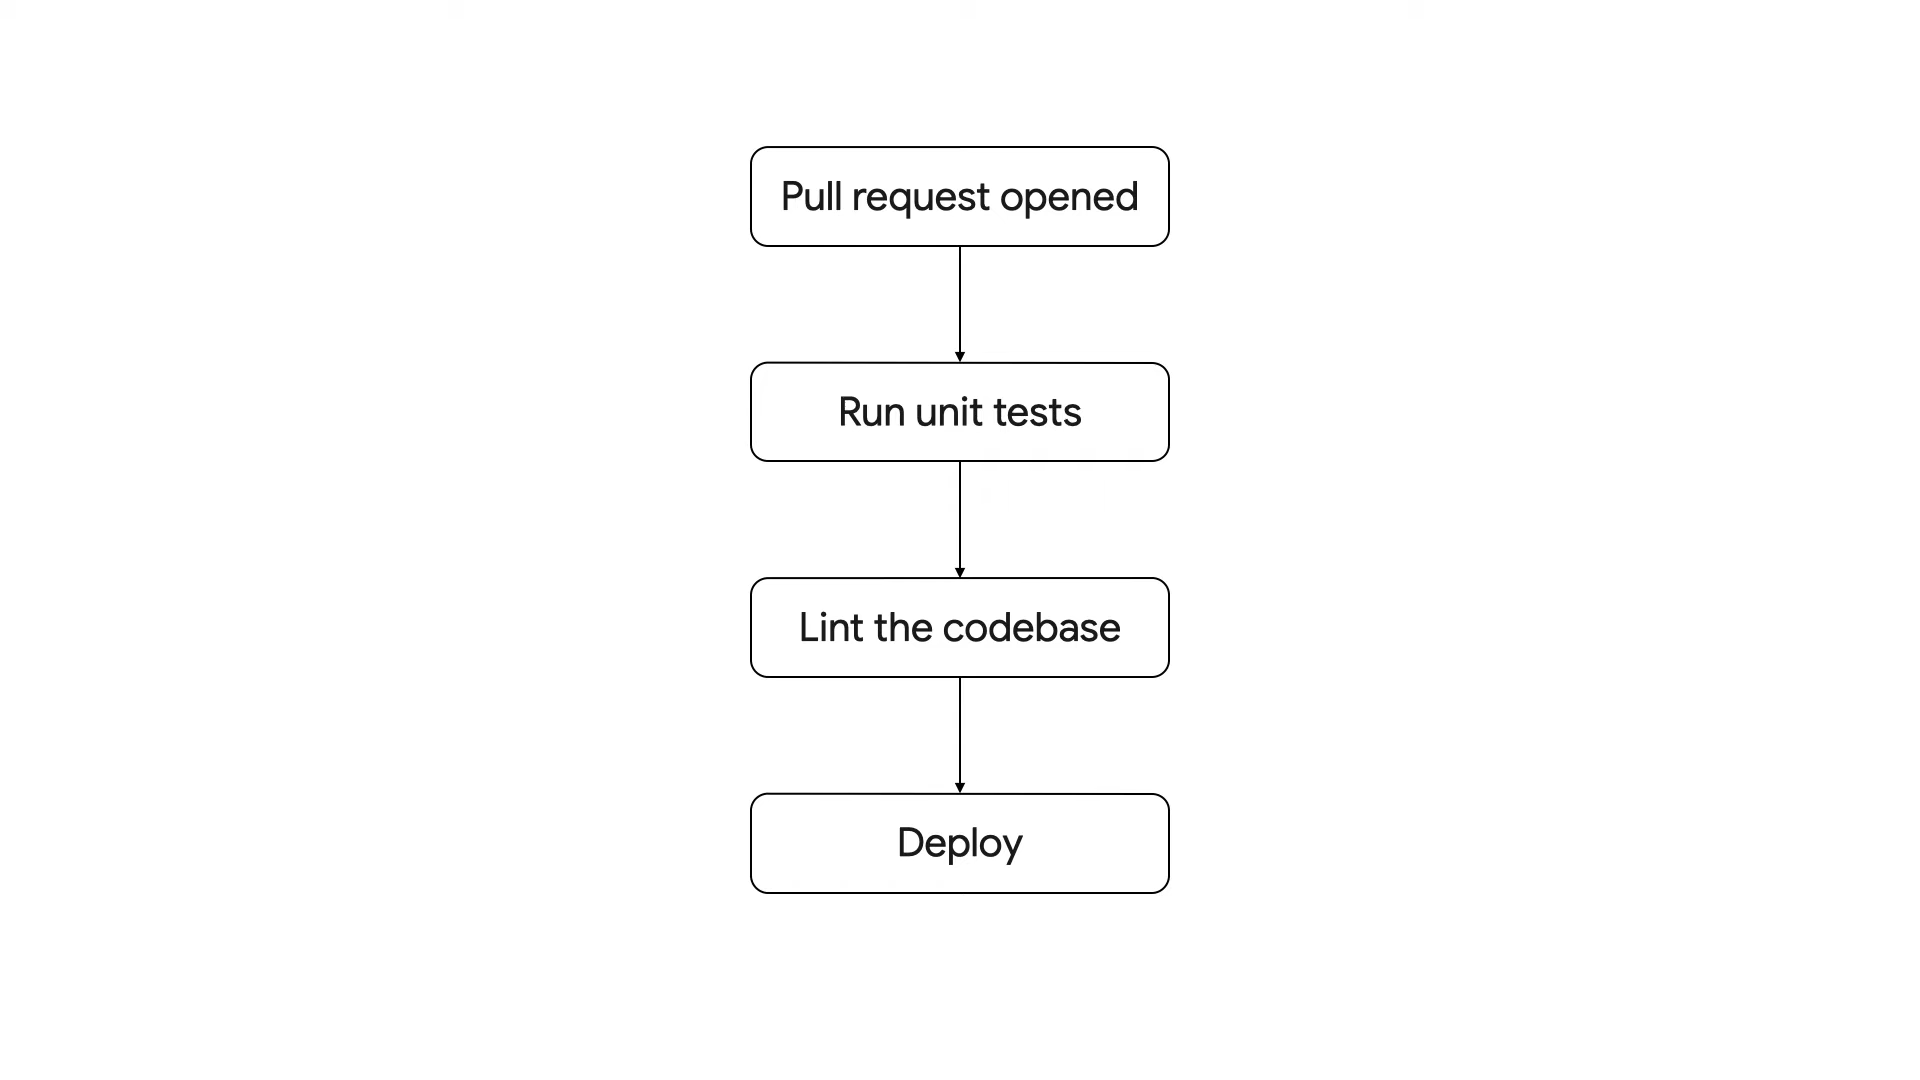 Pull request opened
Run unit tests
Lint the codebase
Deploy